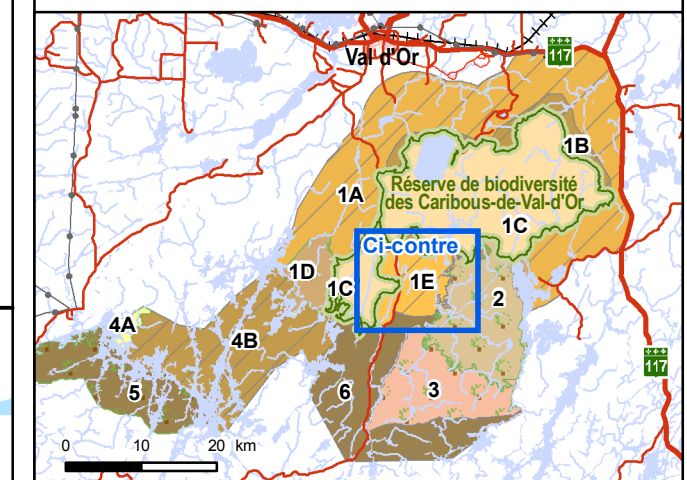 Val d'Or
117
1B
1A
Réserve de biodiversité
des Caribous-de-Val-d'Or
1C
Ci-contre
1D
1C
1E
2
4A
4B
117
5
6
3
0 10 20 km